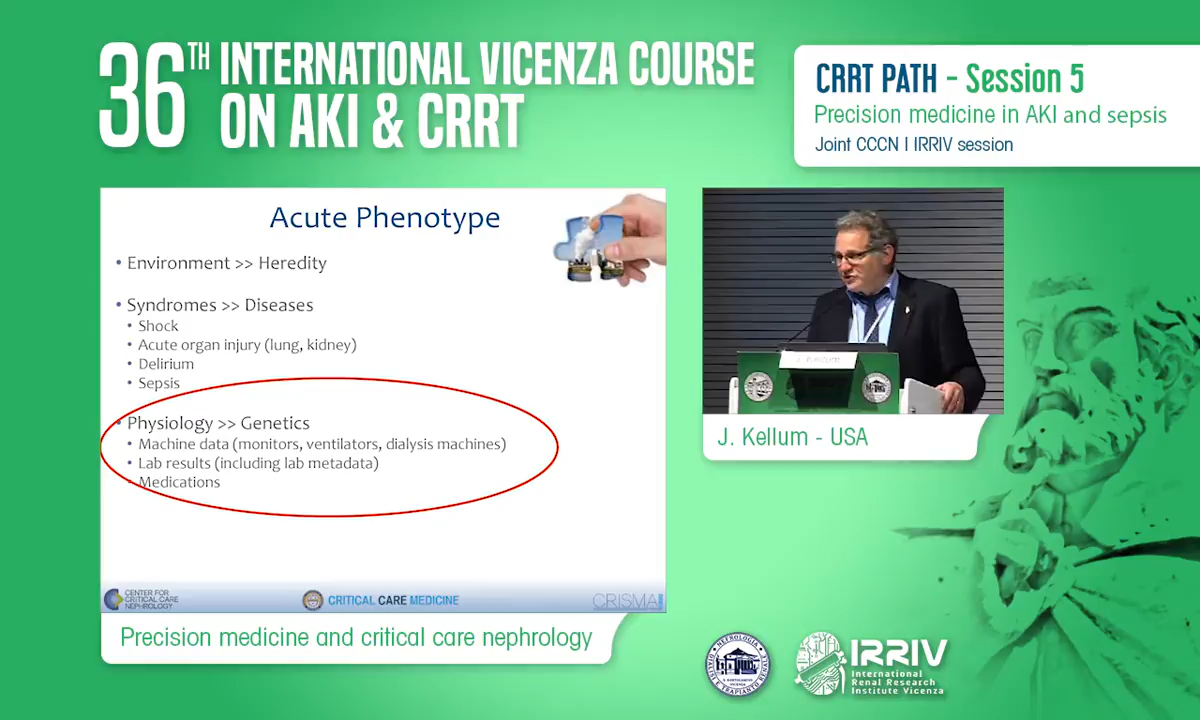 36TH INTERNATIONAL VICENZA COURSE
ON AKI & CRRT
CRRT PATH - Session 5
Precision medicine in AKI and sepsis
Joint CCCN I IRRIV session
Acute Phenotype
• Environment >> Heredity
• Syndromes >> Diseases
• Shock
• Acute organ injury (lung, kidney)
• Delirium
• Sepsis
• Physiology >> Genetics
• Machine data (monitors, ventilators, dialysis machines)
• Lab results (including lab metadata)
• Medications
CENTER FOR
CRITICAL CARE
NEPHROLOGY
CRITICAL CARE MEDICINE
CRISMA
Precision medicine and critical care nephrology
J. Kellum
J. Kellum - USA
NEFROLOGIA
IRRIV
International
Renal Research
Institute Vicenza